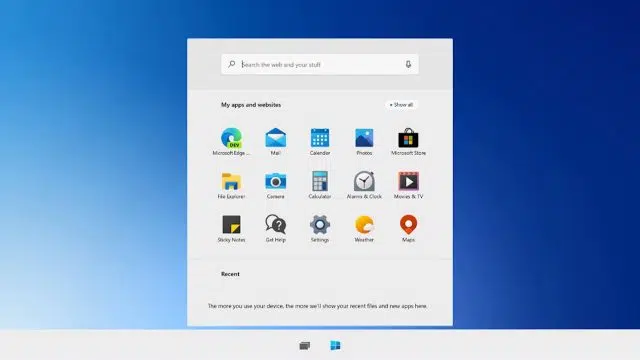 Search the web and your stuff
My apps and websites
Show all
DEV
Microsoft Edge ...
Mail
Calendar
Photos
Microsoft Store
File Explorer
Camera
Calculator
Alarms & Clock
Movies & TV
Sticky Notes
Get Help
Settings
Weather
Maps
Recent
The more you use your device, the more we'll show your recent files and new apps here.